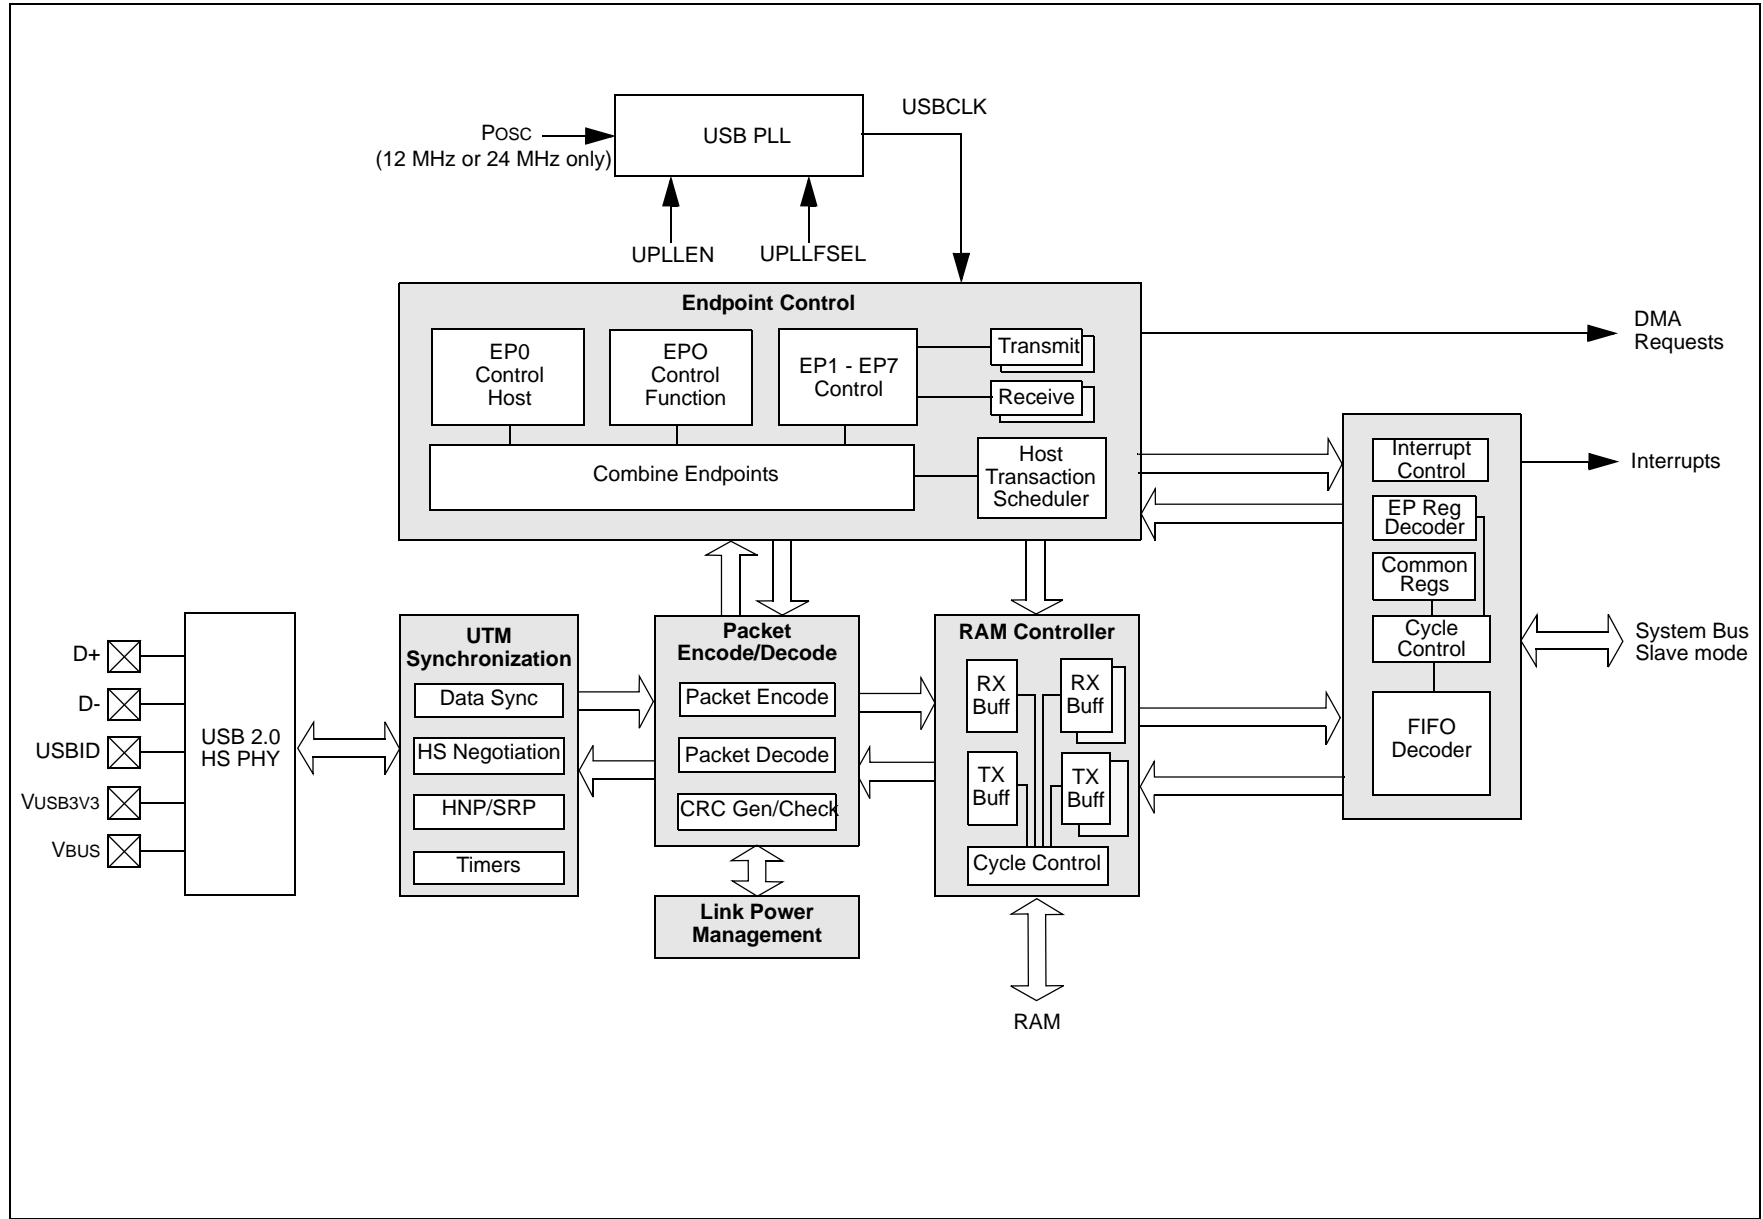 USBCLK
POSC
(12 MHz or 24 MHz only)
USB PLL
UPLLEN
UPLLFSEL
Endpoint Control
EP0
Control
Host
EPO
Control
Function
EP1 - EP7
Control
Transmit
Receive
Combine Endpoints
Host
Transaction
Scheduler
DMA
Requests
Interrupt
Control
EP Reg
Decoder
Common
Regs
Cycle
Control
FIFO
Decoder
Interrupts
System Bus
Slave mode
D+
D-
USBID
VUSB3V3
VBUS
USB 2.0
HS PHY
UTM
Synchronization
Data Sync
HS Negotiation
HNP/SRP
Timers
Packet
Encode/Decode
Packet Encode
Packet Decode
CRC Gen/Check
Link Power
Management
RAM Controller
RX
Buff
RX
Buff
TX
Buff
TX
Buff
Cycle Control
RAM